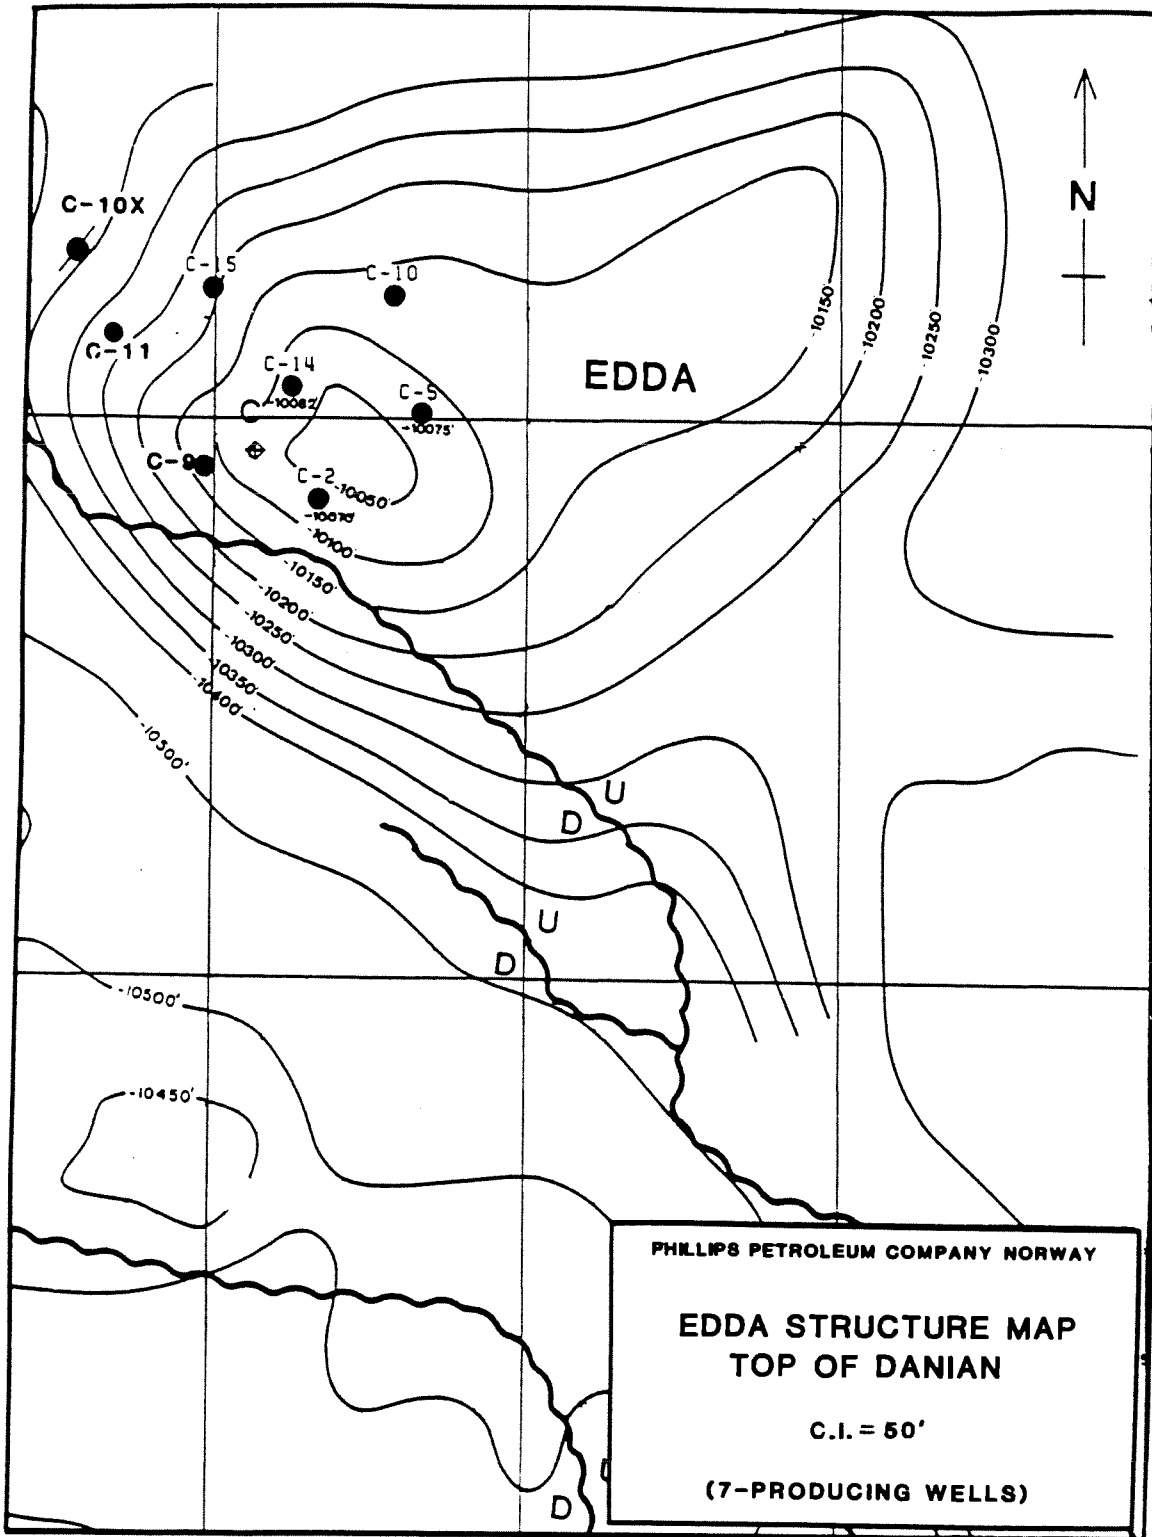 N
C-10X
C-15
C-10
C-11
C-14
EDDA
C-5
C
-10082'
-10075'
C-9
C-2
-10050'
-10100'
-10150'
-10200'
-10250'
-10300'
-10350'
-10400'
-10150'
-10200'
-10250'
-10300'
U
D
U
D
-10500'
-10450'
D
PHILLIPS PETROLEUM COMPANY NORWAY
EDDA STRUCTURE MAP
TOP OF DANIAN
C.I. = 50'
(7-PRODUCING WELLS)